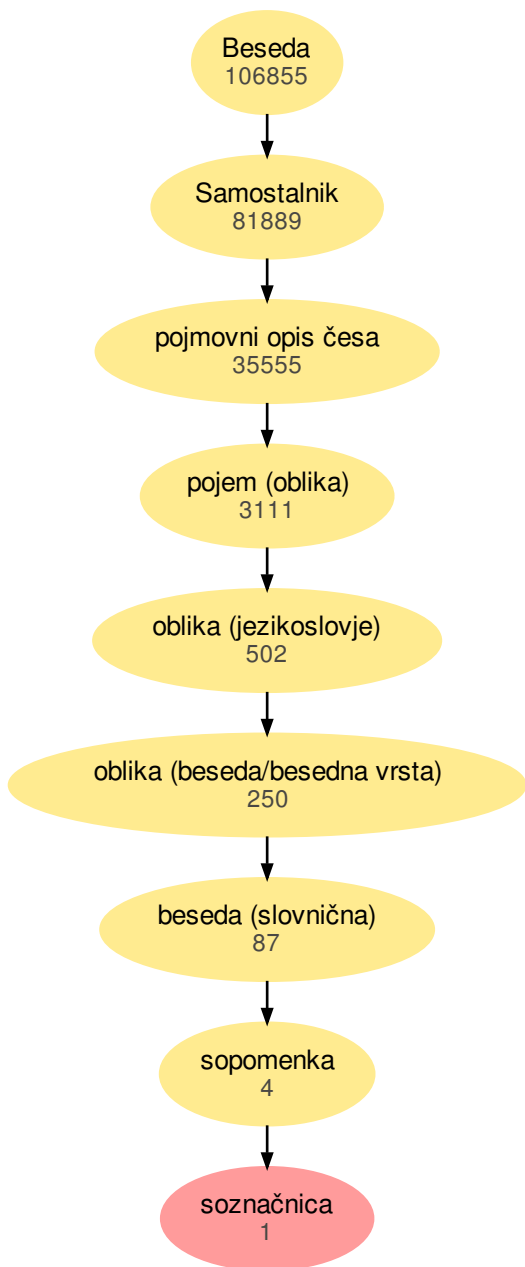 Beseda
106855
Samostalnik
81889
pojmovni opis česa
35555
pojem (oblika)
3111
oblika (jezikoslovje)
502
oblika (beseda/besedna vrsta)
250
beseda (slovnična)
87
sopomenka
4
soznačnica
1